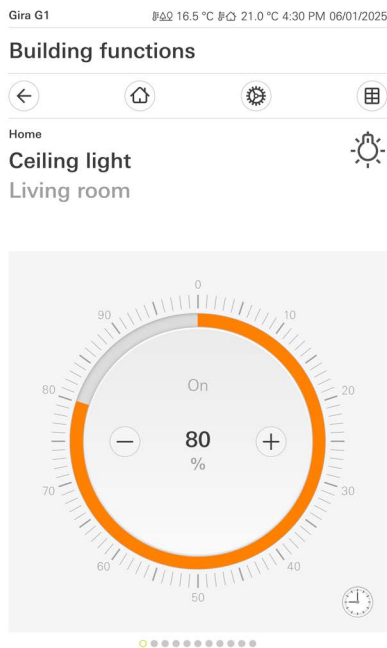 Gira G1 16.5 °C 21.0 °C 4:30 PM 06/01/2025
Building functions
Home
Ceiling light
Living room
0
90 10
On
80 20
80
%
70 30
60 40
50